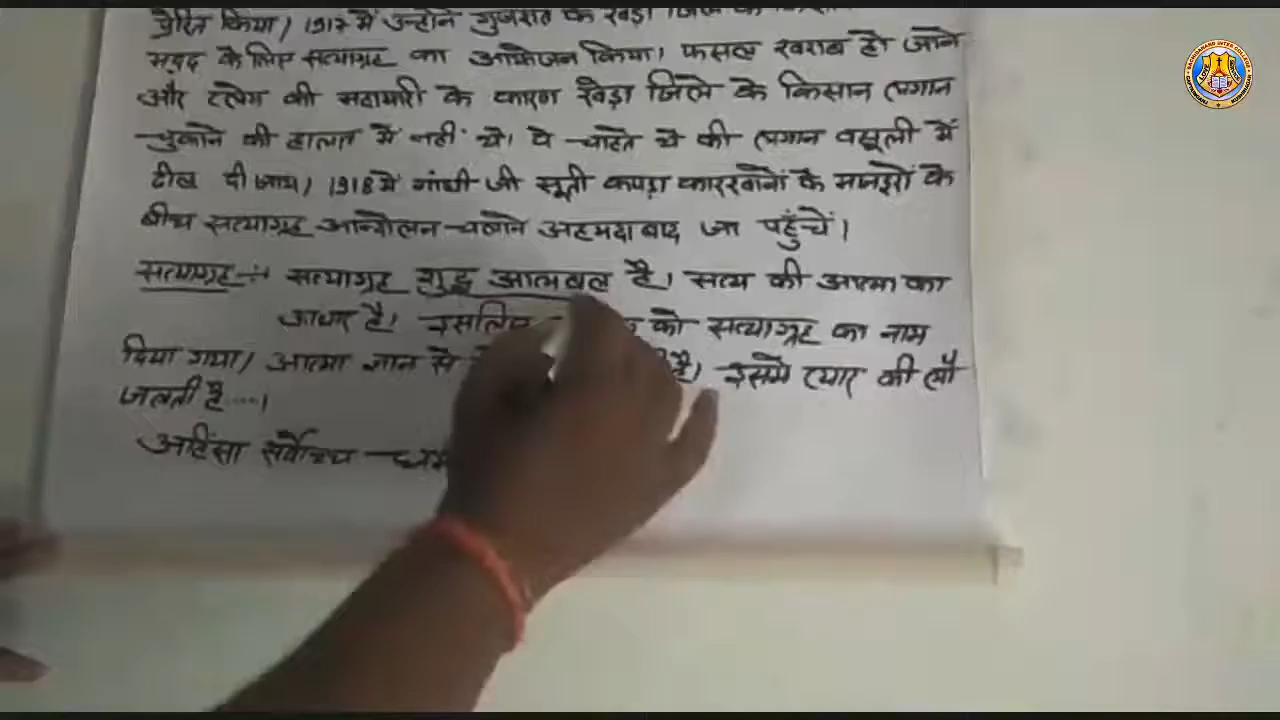 प्रेरित किया। 1917 में उन्होंने गुजरात के खेड़ा जिले के
मदद के लिए सत्याग्रह का आयोजन किया। फसल खराब हो जाने
और प्लेग की महामारी के कारण खेड़ा जिले के किसान लगान
चुकाने की हालत में नहीं थे। वे चाहते थे की लगान वसूली में
ढील दी जाय। 1918 में गांधी जी सूती कपड़ा कारखानों के मजदूरों के
बीच सत्याग्रह आन्दोलन चलाने अहमदाबाद जा पहुँचें।
सत्याग्रह :- सत्याग्रह शुद्ध आत्मबल है। सत्य की आत्मा का
आधार है। इसलिए को सत्याग्रह का नाम
दिया गया। आत्मा ज्ञान से है। इसमे प्यार की लौ
जलती है....।
अहिंसा सर्वोच्च धर्म